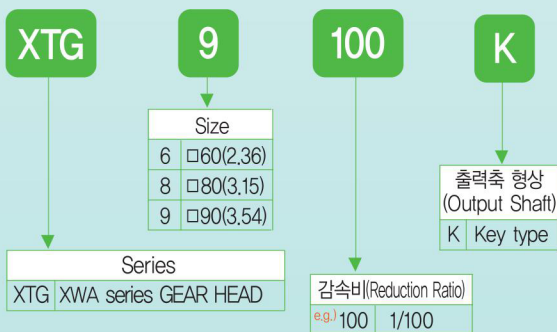 XTG 9 100 K
Size
6 □60(2.36)
8 □80(3.15)
9 □90(3.54)
출력축 형상
(Output Shaft)
K Key type
Series
XTG XWA series GEAR HEAD
감속비(Reduction Ratio)
e.g.) 100 1/100